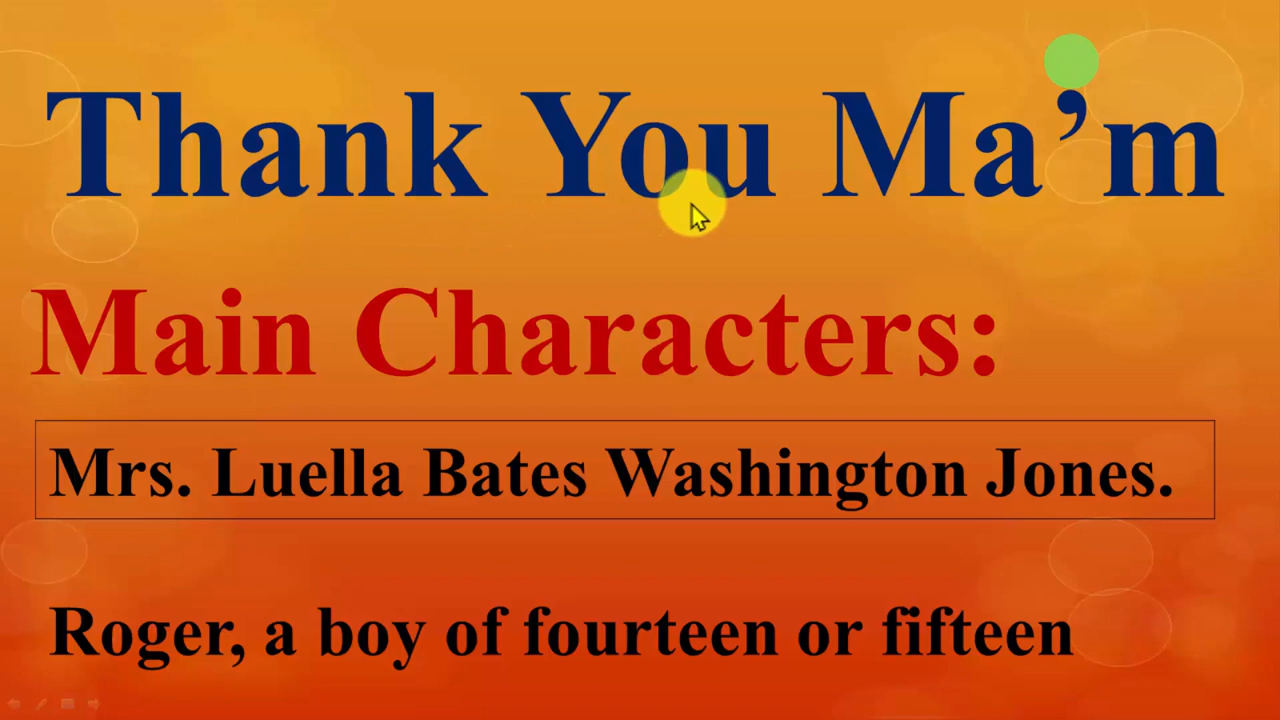 Thank You Ma’m
Main Characters:
Mrs. Luella Bates Washington Jones.
Roger, a boy of fourteen or fifteen